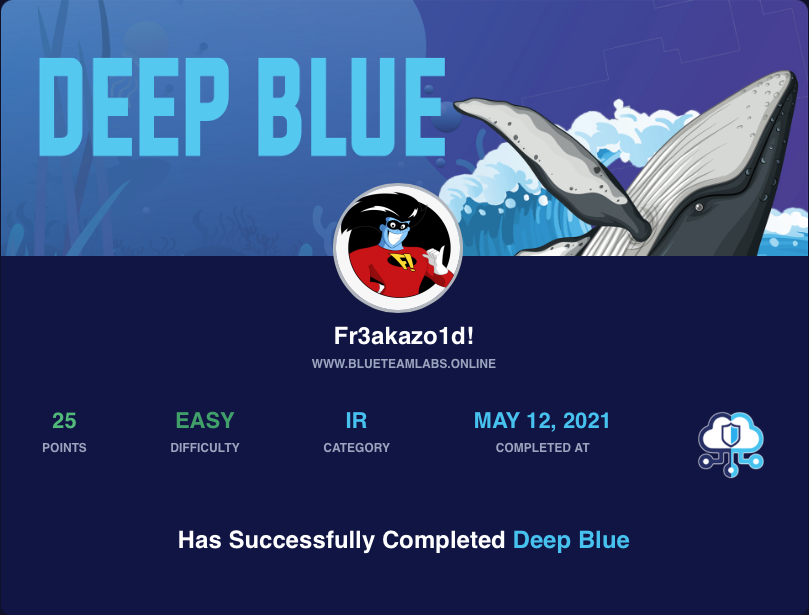 DEEP BLUE
F!
Fr3akazo1d!
WWW.BLUETEAMLABS.ONLINE
25 EASY IR MAY 12, 2021
POINTS DIFFICULTY CATEGORY COMPLETED AT
Has Successfully Completed Deep Blue